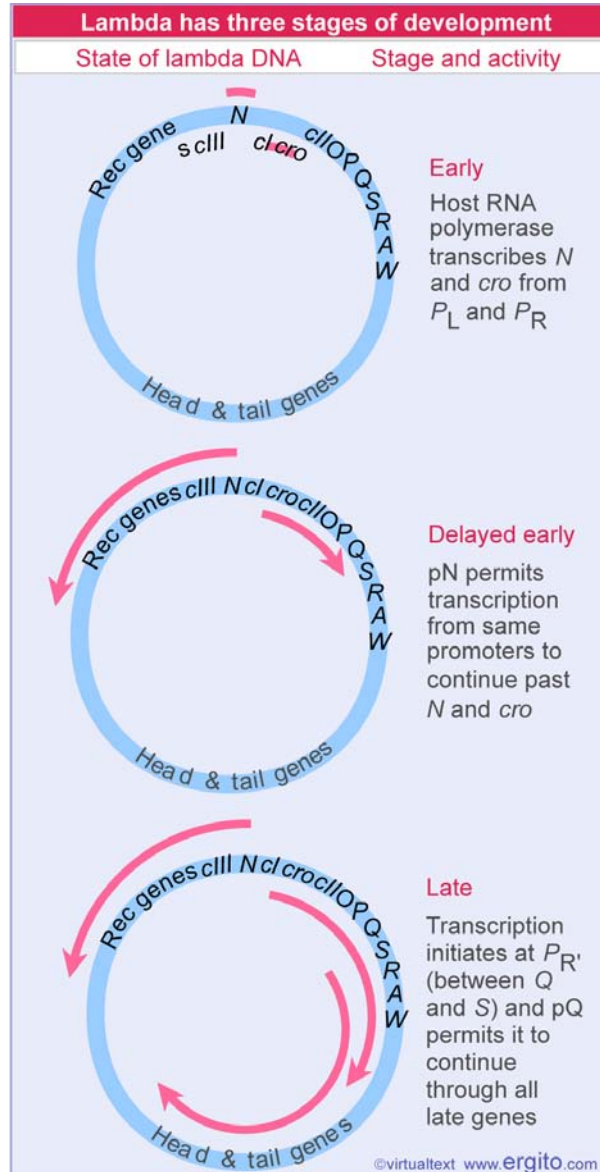 Lambda has three stages of development
State of lambda DNA Stage and activity
N
Rec gene s cIII cI cro cIIOPQSRAW
Head & tail genes
Early
Host RNA
polymerase
transcribes N
and cro from
PL and PR
Rec genes cIII N cI cro cIIOPQSRAW
Head & tail genes
Delayed early
pN permits
transcription
from same
promoters to
continue past
N and cro
Rec genes cIII N cI cro cIIOPQSRAW
Head & tail genes
Late
Transcription
initiates at PR'
(between Q
and S) and pQ
permits it to
continue
through all
late genes
©virtualtext www.ergito.com